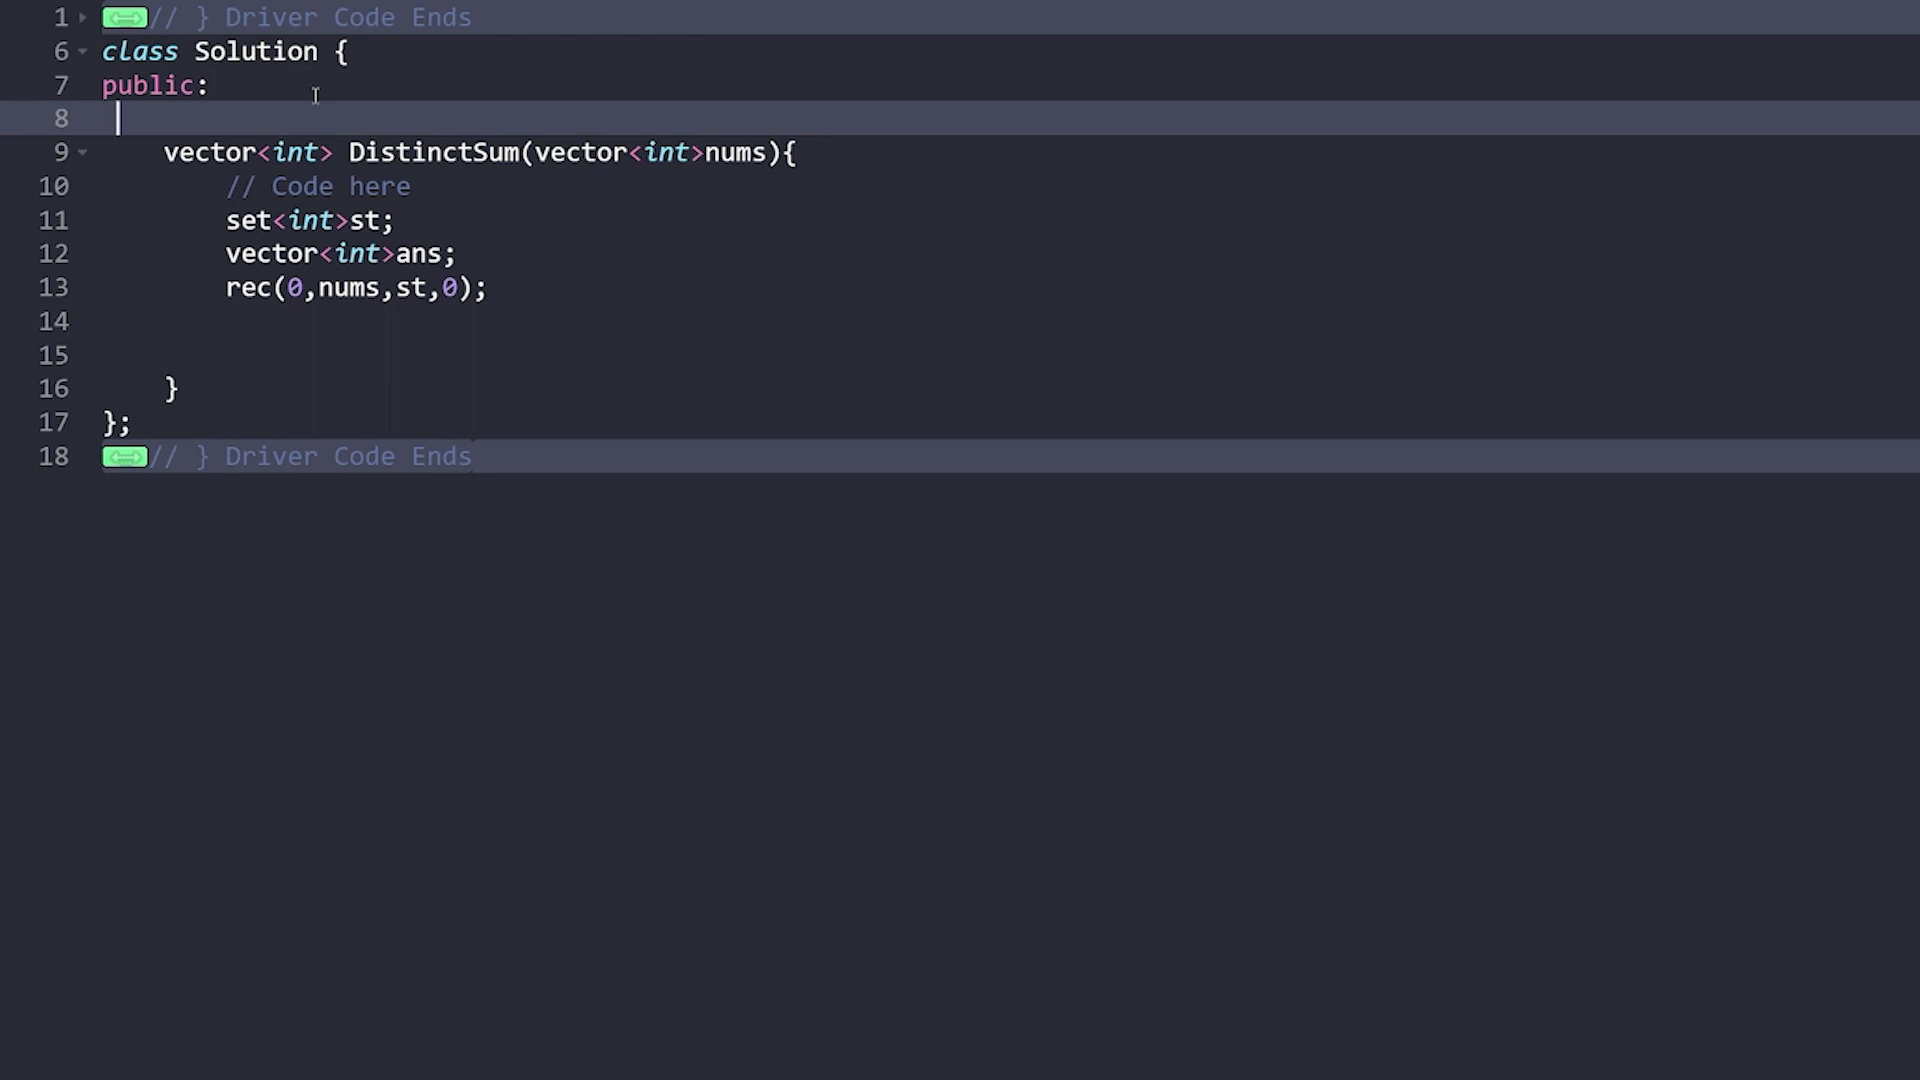 1 // } Driver Code Ends
6 class Solution {
7 public:
8
9 vector<int> DistinctSum(vector<int>nums){
10 // Code here
11 set<int>st;
12 vector<int>ans;
13 rec(0,nums,st,0);
14
15
16 }
17 };
18 // } Driver Code Ends